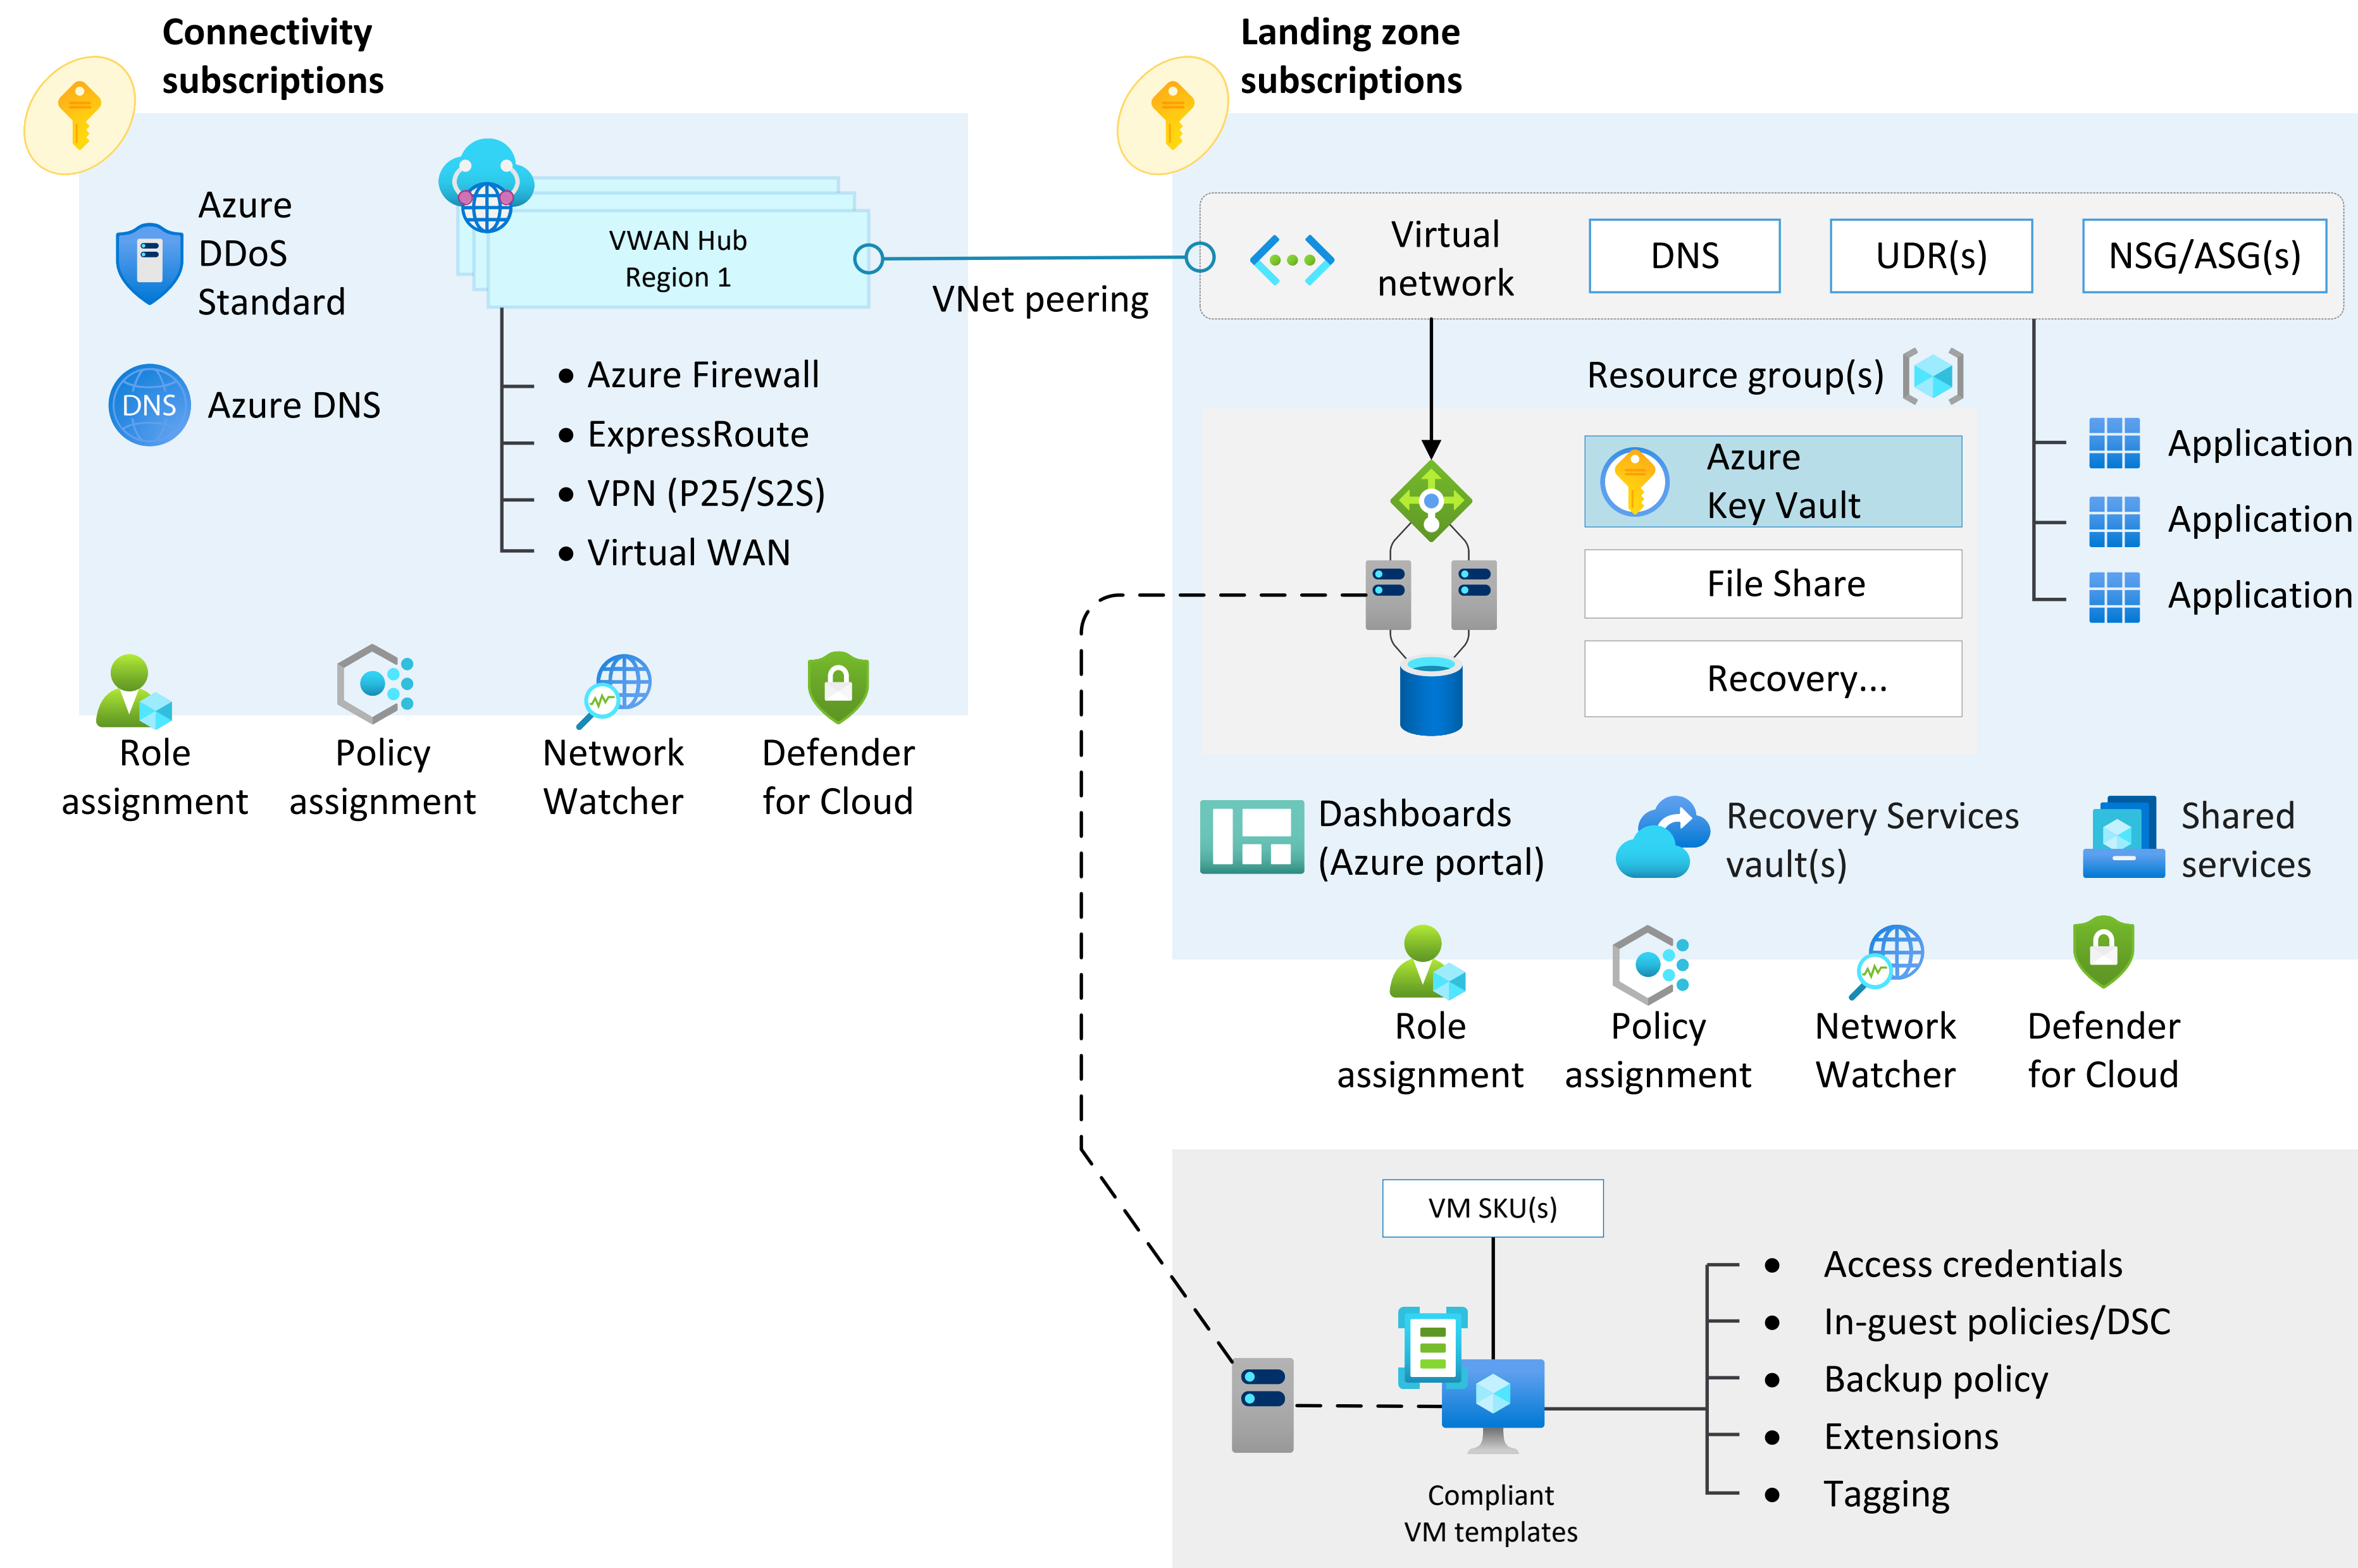 Connectivity
subscriptions
Azure
DDoS
Standard
DNS
Azure DNS
VWAN Hub
Region 1
• Azure Firewall
• ExpressRoute
• VPN (P25/S2S)
• Virtual WAN
Role
assignment
Policy
assignment
Network
Watcher
Defender
for Cloud
VNet peering
Landing zone
subscriptions
Virtual
network
DNS
UDR(s)
NSG/ASG(s)
Resource group(s)
Azure
Key Vault
File Share
Recovery...
Application
Application
Application
Dashboards
(Azure portal)
Recovery Services
vault(s)
Shared
services
Role
assignment
Policy
assignment
Network
Watcher
Defender
for Cloud
VM SKU(s)
Compliant
VM templates
• Access credentials
• In-guest policies/DSC
• Backup policy
• Extensions
• Tagging